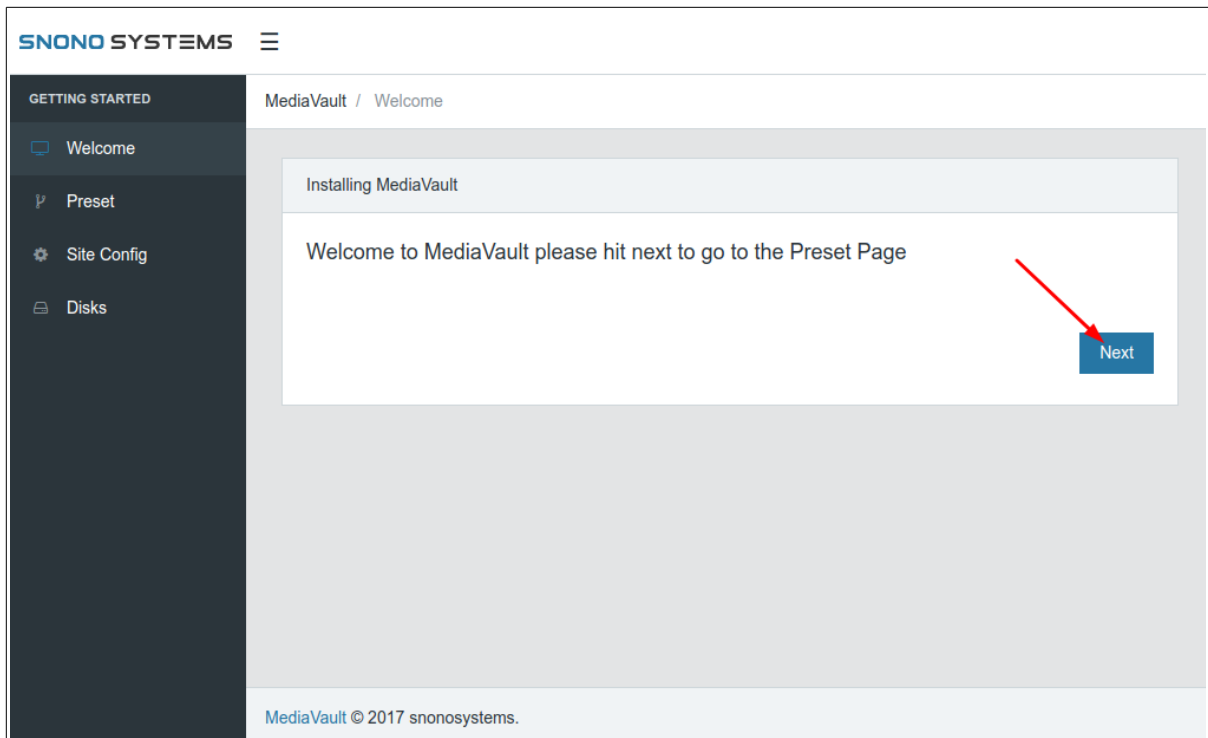 SNONO SYSTEMS
GETTING STARTED
Welcome
Preset
Site Config
Disks
MediaVault / Welcome
Installing MediaVault
Welcome to MediaVault please hit next to go to the Preset Page
Next
MediaVault © 2017 snonosystems.